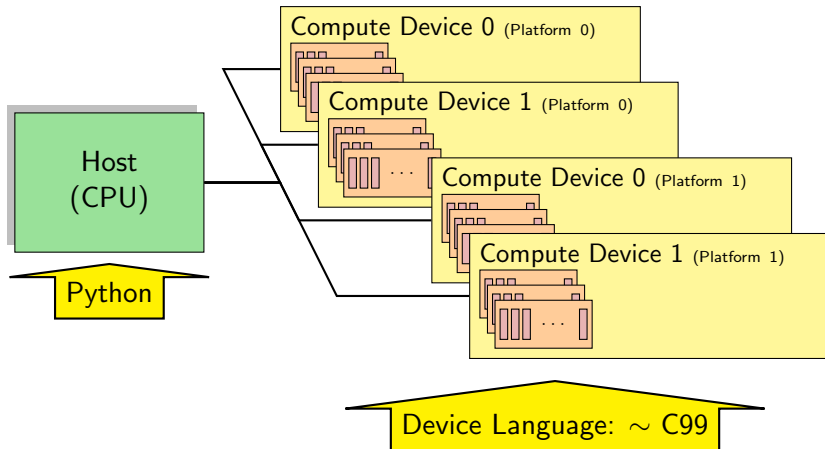 Compute Device 0 (Platform 0)
Compute Device 1 (Platform 0)
Host
(CPU)
· · ·
Compute Device 0 (Platform 1)
Compute Device 1 (Platform 1)
Python
· · ·
Device Language: ∼ C99